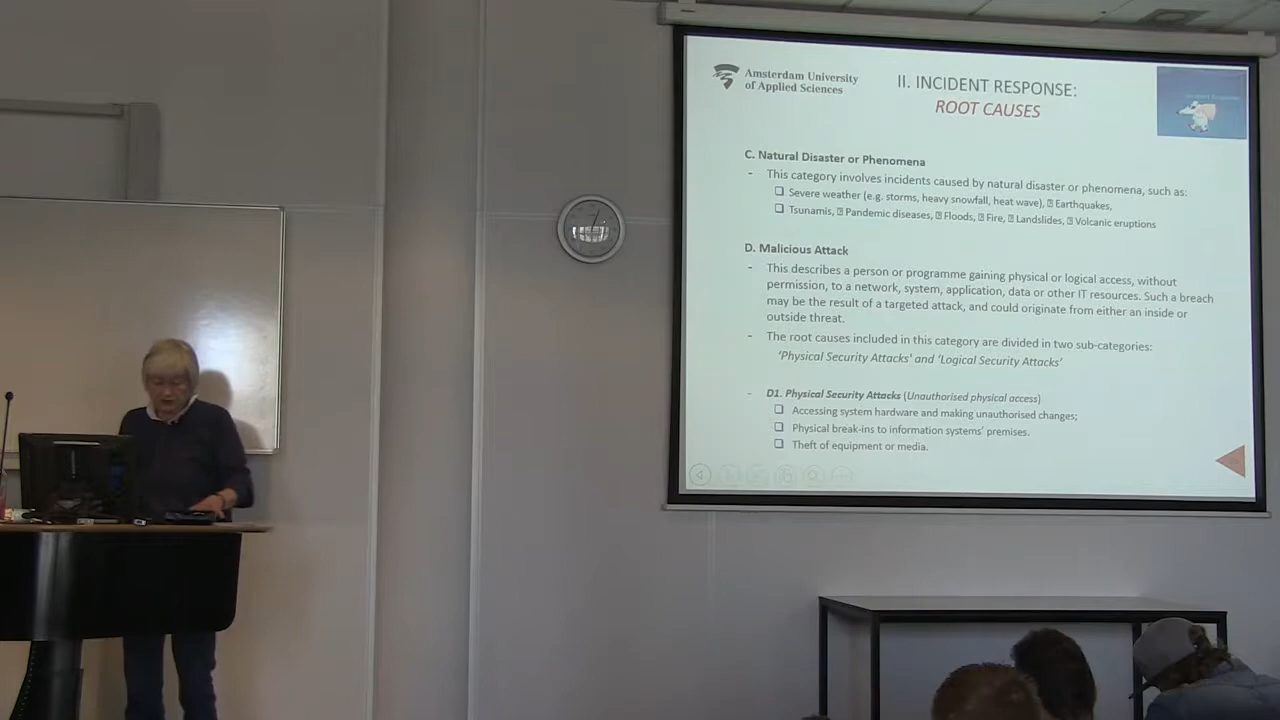 Amsterdam University
of Applied Sciences
II. INCIDENT RESPONSE:
ROOT CAUSES
Incident Response
C. Natural Disaster or Phenomena
- This category involves incidents caused by natural disaster or phenomena, such as:
❑ Severe weather (e.g. storms, heavy snowfall, heat wave), ⍰ Earthquakes,
❑ Tsunamis, ⍰ Pandemic diseases, ⍰ Floods, ⍰ Fire, ⍰ Landslides, ⍰ Volcanic eruptions
D. Malicious Attack
- This describes a person or programme gaining physical or logical access, without
permission, to a network, system, application, data or other IT resources. Such a breach
may be the result of a targeted attack, and could originate from either an inside or
outside threat.
- The root causes included in this category are divided in two sub-categories:
‘Physical Security Attacks’ and ‘Logical Security Attacks’
- D1. Physical Security Attacks (Unauthorised physical access)
❑ Accessing system hardware and making unauthorised changes;
❑ Physical break-ins to information systems’ premises.
❑ Theft of equipment or media.